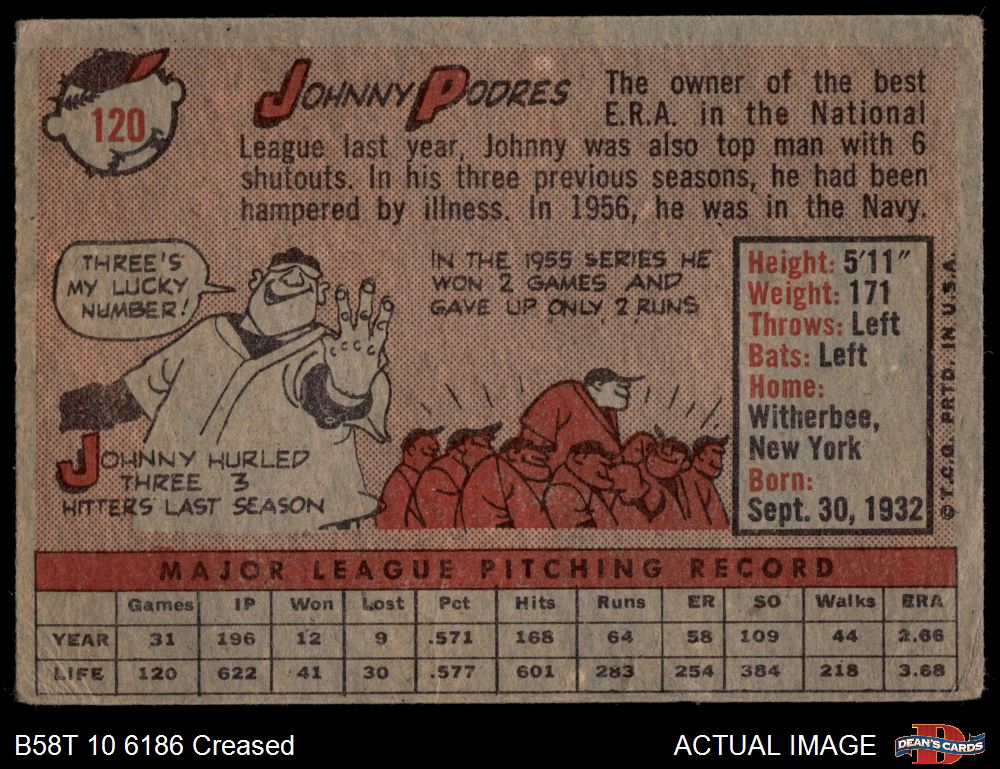 120
JOHNNY PODRES
The owner of the best
E.R.A. in the National
League last year, Johnny was also top man with 6
shutouts. In his three previous seasons, he had been
hampered by illness. In 1956, he was in the Navy.
THREE'S
MY LUCKY
NUMBER!
IN THE 1955 SERIES HE
WON 2 GAMES AND
GAVE UP ONLY 2 RUNS
JOHNNY HURLED
THREE 3
HITTERS LAST SEASON
Height: 5'11"
Weight: 171
Throws: Left
Bats: Left
Home:
Witherbee,
New York
Born:
Sept. 30, 1932
© T.C.G. PRTD. IN U.S.A.
MAJOR LEAGUE PITCHING RECORD
Games IP Won Lost Pct Hits Runs ER SO Walks ERA
YEAR 31 196 12 9 .571 168 64 58 109 44 2.66
LIFE 120 622 41 30 .577 601 283 254 384 218 3.68
B58T 10 6186 Creased
ACTUAL IMAGE
DEAN'S CARDS